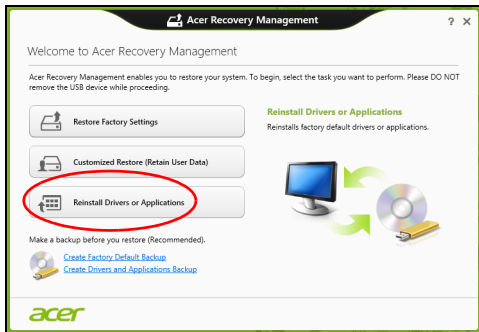 Acer Recovery Management
? ×
Welcome to Acer Recovery Management
Acer Recovery Management enables you to restore your system. To begin, select the task you want to perform. Please DO NOT
remove the USB device while proceeding.
Restore Factory Settings
Customized Restore (Retain User Data)
Reinstall Drivers or Applications
Reinstall Drivers or Applications
Reinstalls factory default drivers or applications.
Make a backup before you restore (Recommended).
Create Factory Default Backup
Create Drivers and Applications Backup
acer